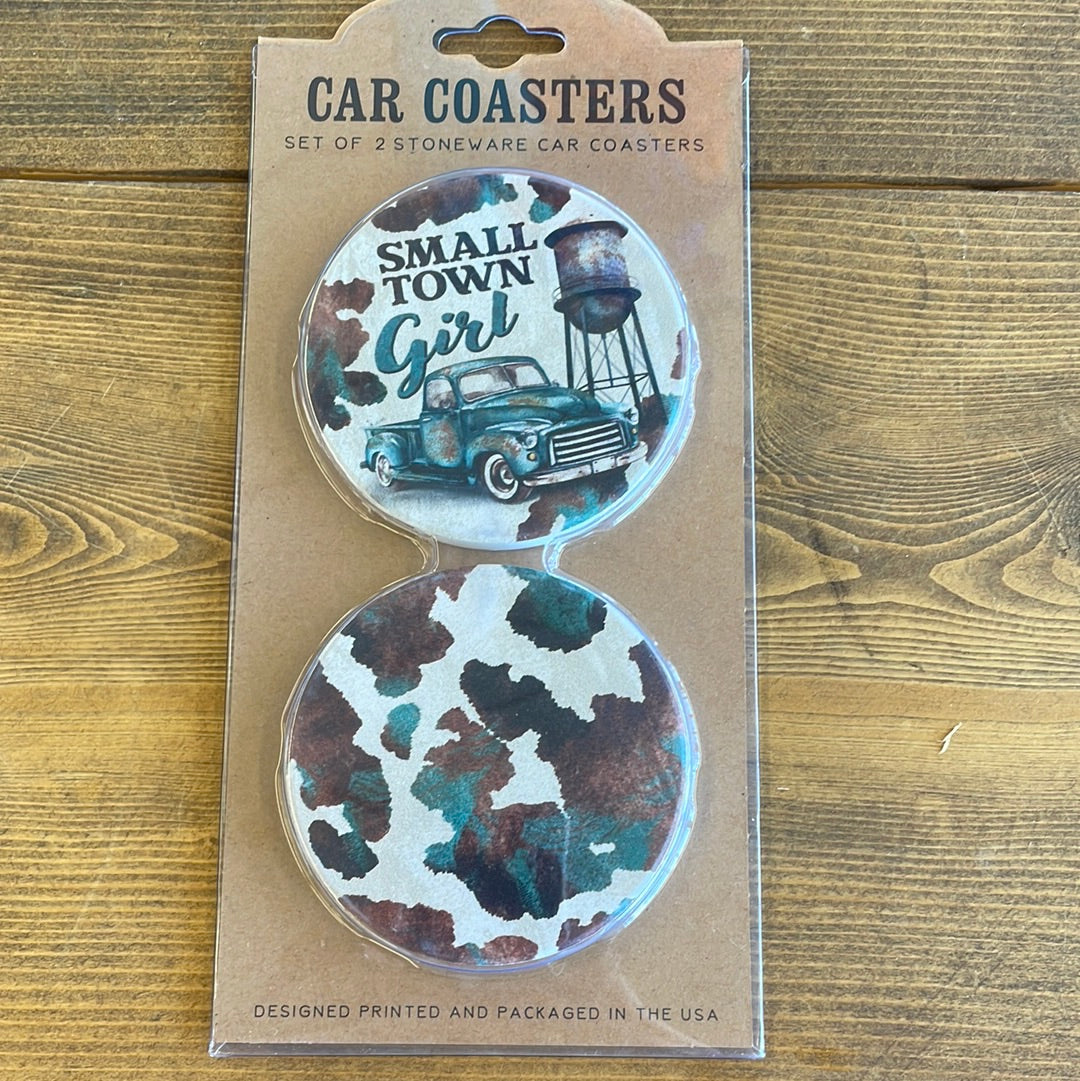 CAR COASTERS
SET OF 2 STONEWARE CAR COASTERS
SMALL
TOWN
Girl
DESIGNED PRINTED AND PACKAGED IN THE USA